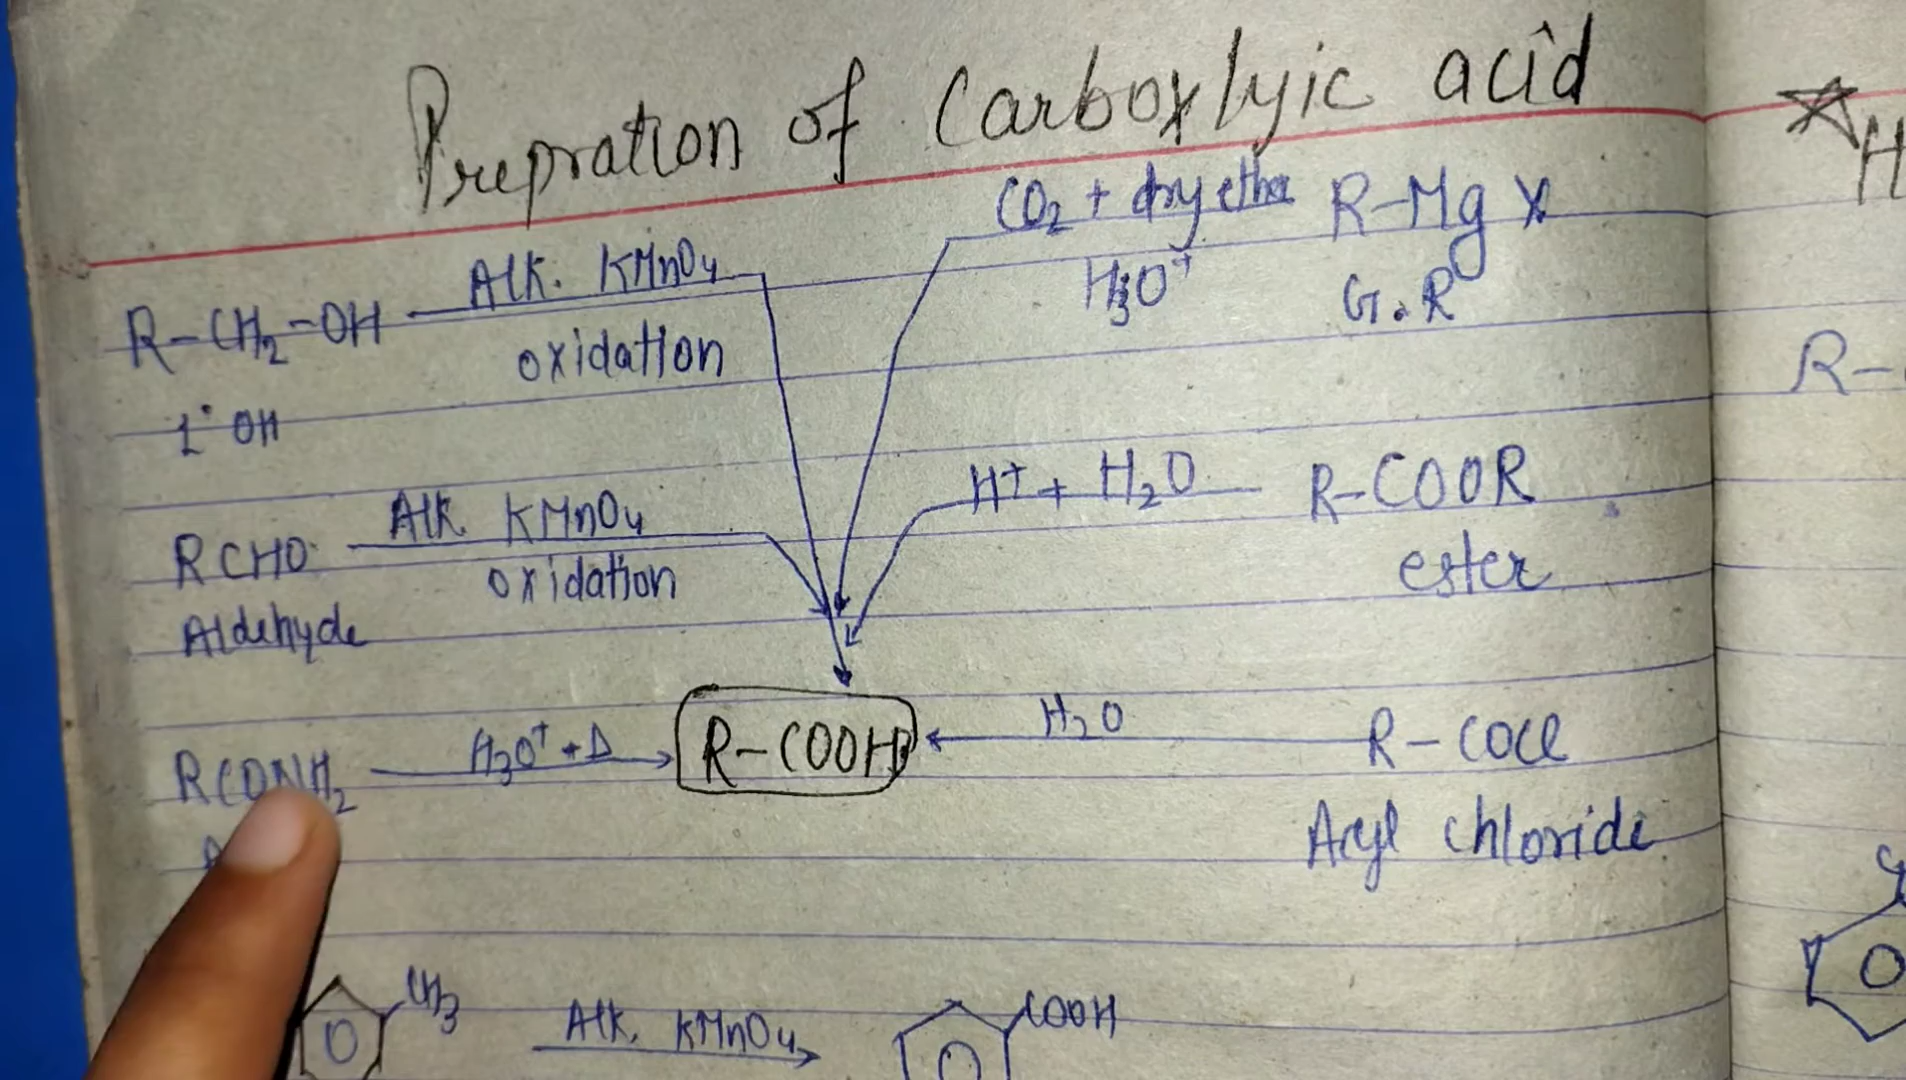 Prepration of Carboxlyic acid
CO₂ + dry ether R-Mg X
H₃O⁺ G.R
R-CH₂-OH Alk. KMnO₄
oxidation
1° OH
H⁺ + H₂O R-COOR
ester
RCHO Alk. KMnO₄
oxidation
Aldehyde
RCONH₂ H₃O⁺ + Δ R-COOH H₂O R-COCl
Acyl chloride
CH₃ Alk. KMnO₄ COOH
H
R-